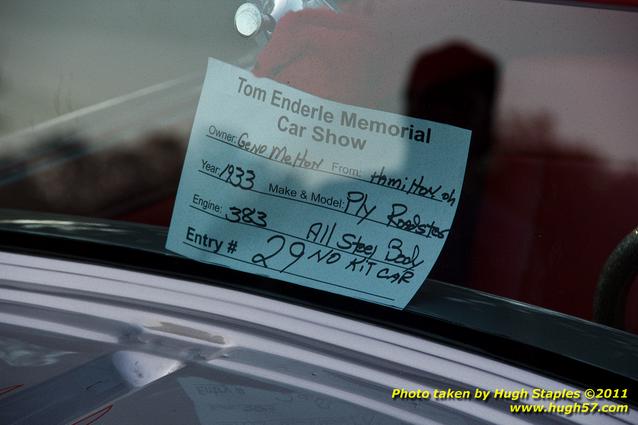 Tom Enderle Memorial
Car Show
Owner: Geno Melton From: Hamilton oh
Year: 1933 Make & Model: Ply Roadster
Engine: 383 All Steel Body
Entry # 29 NO KIT CAR
Photo taken by Hugh Staples ©2011
www.hugh57.com